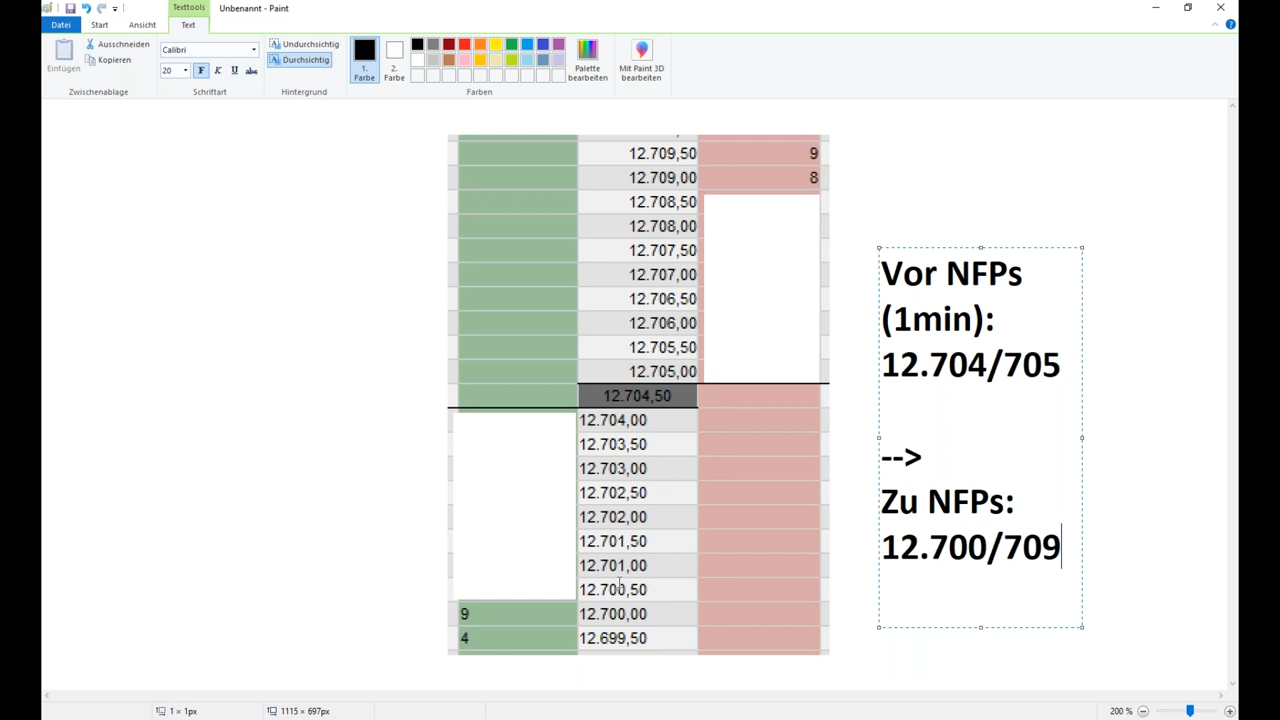 Texttools
Unbenannt - Paint
Datei
Start
Ansicht
Text
Einfügen
Ausschneiden
Kopieren
Zwischenablage
Calibri
20
F K U abc
Schriftart
Undurchsichtig
Durchsichtig
Hintergrund
1. Farbe
2. Farbe
Farben
Palette bearbeiten
Mit Paint 3D bearbeiten
12.709,50 9
12.709,00 8
12.708,50
12.708,00
12.707,50
12.707,00
12.706,50
12.706,00
12.705,50
12.705,00
12.704,50
12.704,00
12.703,50
12.703,00
12.702,50
12.702,00
12.701,50
12.701,00
12.700,50
9 12.700,00
4 12.699,50
Vor NFPs
(1min):
12.704/705
-->
Zu NFPs:
12.700/709
1 × 1px
1115 × 697px
200 %